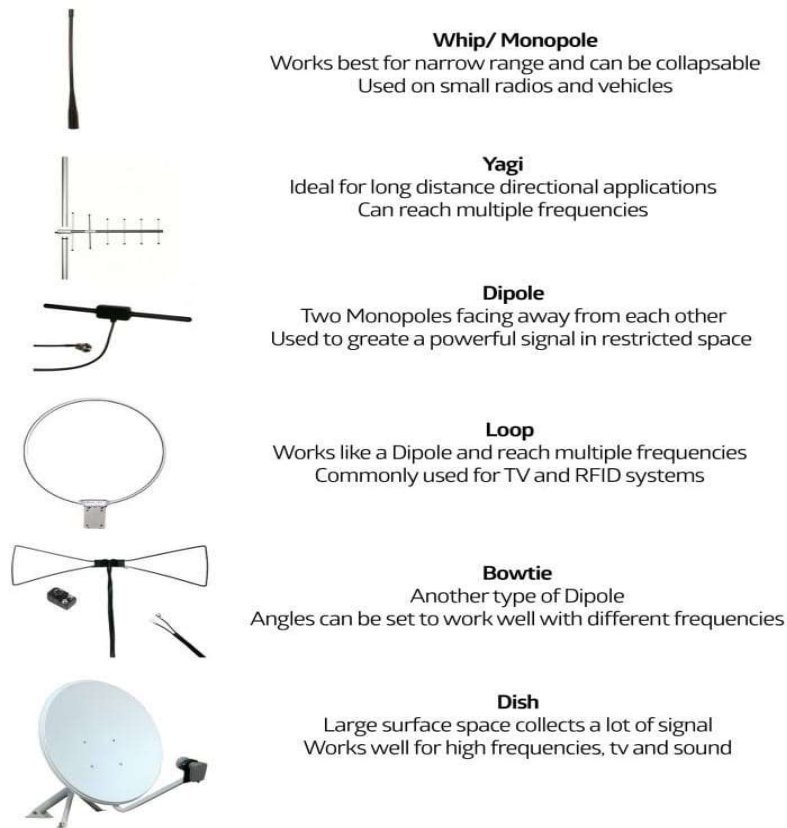 Whip/ Monopole
Works best for narrow range and can be collapsable
Used on small radios and vehicles
Yagi
Ideal for long distance directional applications
Can reach multiple frequencies
Dipole
Two Monopoles facing away from each other
Used to greate a powerful signal in restricted space
Loop
Works like a Dipole and reach multiple frequencies
Commonly used for TV and RFID systems
Bowtie
Another type of Dipole
Angles can be set to work well with different frequencies
Dish
Large surface space collects a lot of signal
Works well for high frequencies, tv and sound